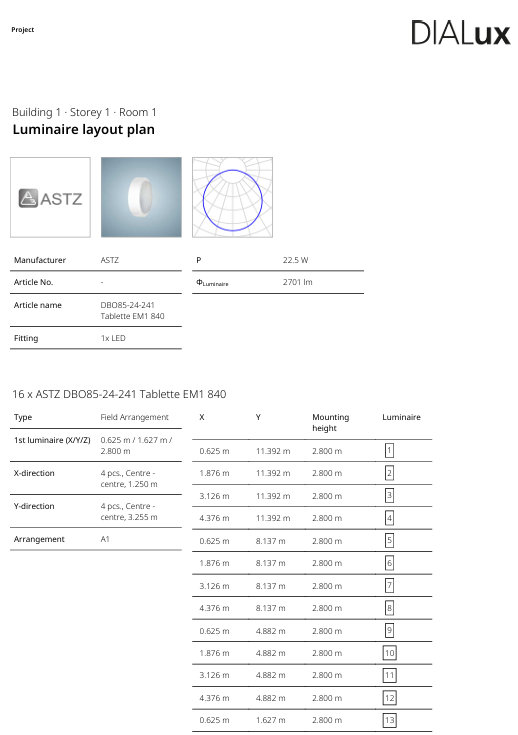 Project
DIALux
Building 1 · Storey 1 · Room 1
Luminaire layout plan
ASTZ
Manufacturer ASTZ P 22.5 W
Article No. - ΦLuminaire 2701 lm
Article name DBO85-24-241
Tablette EM1 840
Fitting 1x LED
16 x ASTZ DBO85-24-241 Tablette EM1 840
Type Field Arrangement
1st luminaire (X/Y/Z) 0.625 m / 1.627 m /
2.800 m
X-direction 4 pcs., Centre -
centre, 1.250 m
Y-direction 4 pcs., Centre -
centre, 3.255 m
Arrangement A1
X Y Mounting Luminaire
height
0.625 m 11.392 m 2.800 m 1
1.876 m 11.392 m 2.800 m 2
3.126 m 11.392 m 2.800 m 3
4.376 m 11.392 m 2.800 m 4
0.625 m 8.137 m 2.800 m 5
1.876 m 8.137 m 2.800 m 6
3.126 m 8.137 m 2.800 m 7
4.376 m 8.137 m 2.800 m 8
0.625 m 4.882 m 2.800 m 9
1.876 m 4.882 m 2.800 m 10
3.126 m 4.882 m 2.800 m 11
4.376 m 4.882 m 2.800 m 12
0.625 m 1.627 m 2.800 m 13